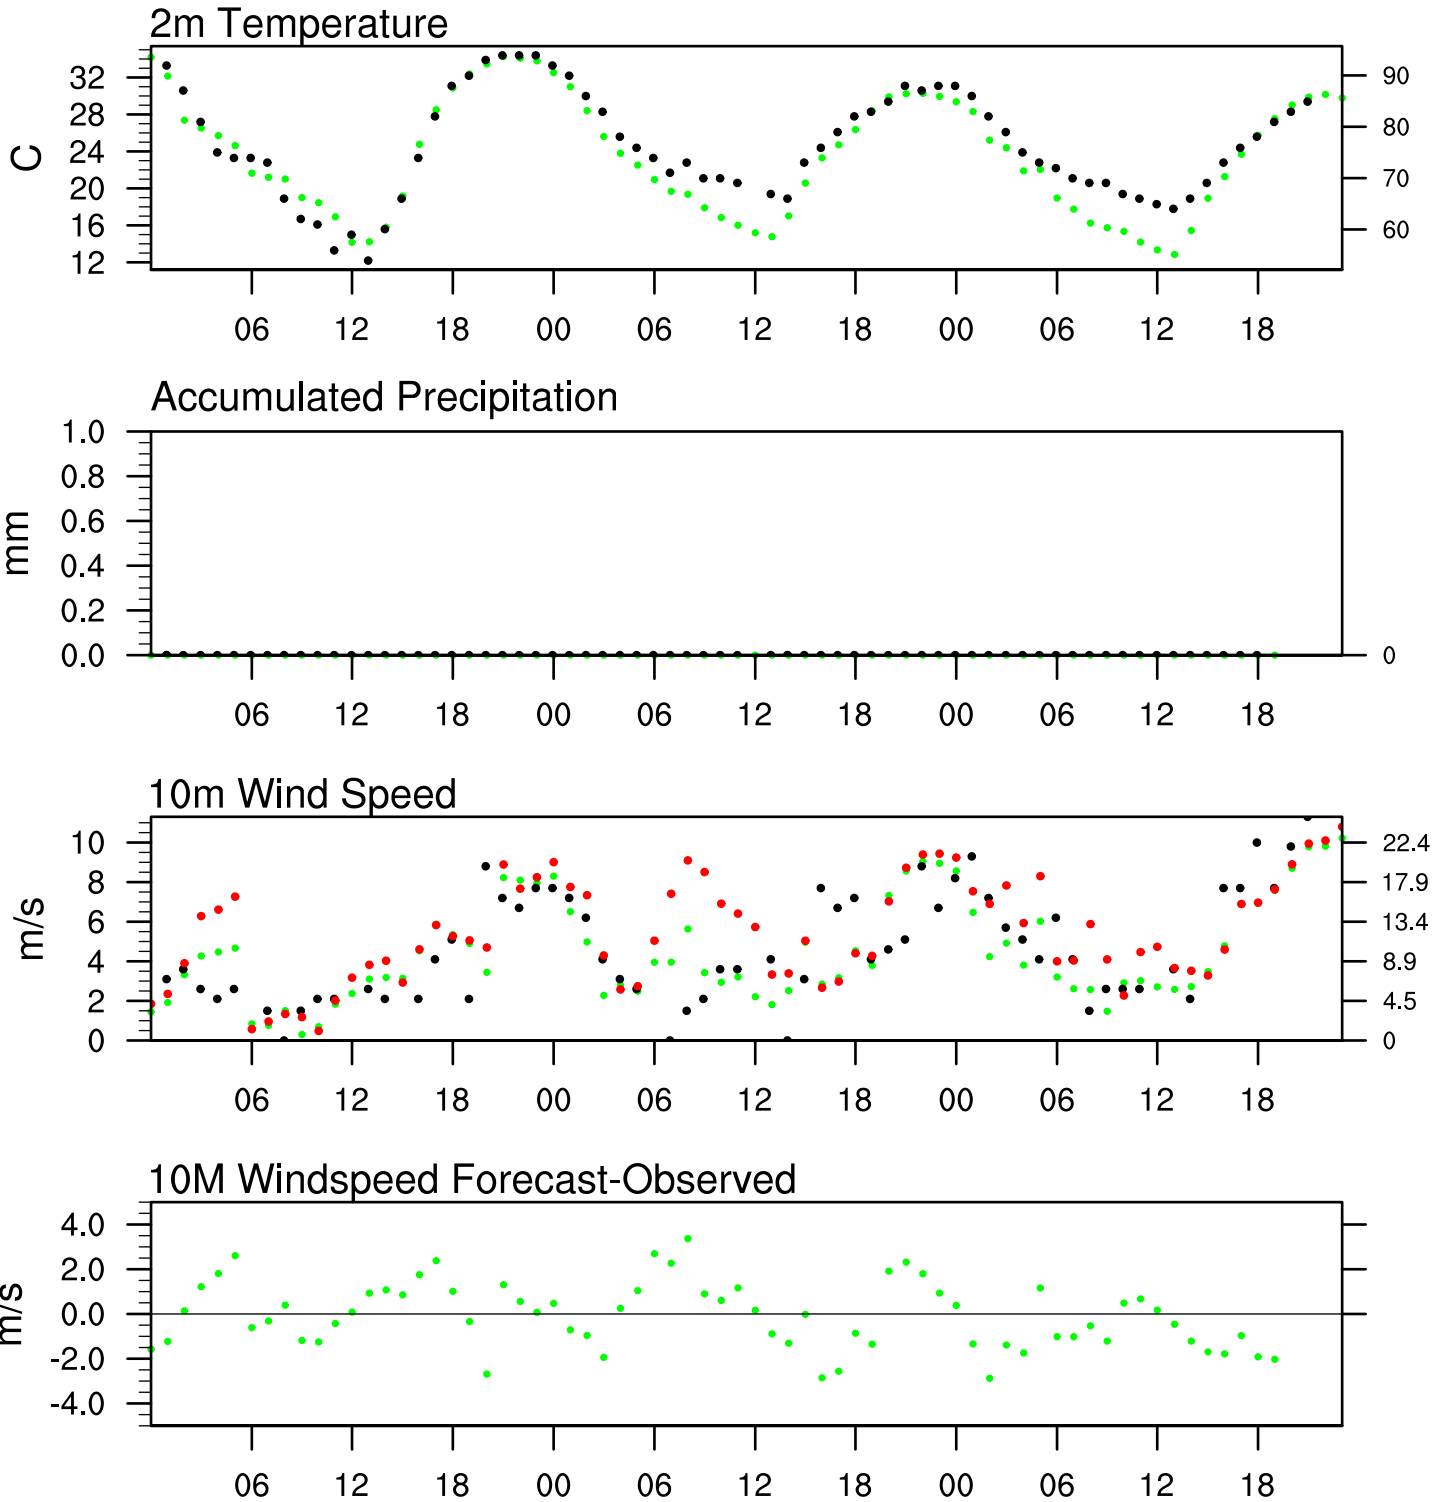 2m Temperature
C
32
28
24
20
16
12
90
80
70
60
06 12 18 00 06 12 18 00 06 12 18
Accumulated Precipitation
mm
1.0
0.8
0.6
0.4
0.2
0.0
0
06 12 18 00 06 12 18 00 06 12 18
10m Wind Speed
m/s
10
8
6
4
2
0
22.4
17.9
13.4
8.9
4.5
0
06 12 18 00 06 12 18 00 06 12 18
10M Windspeed Forecast-Observed
m/s
4.0
2.0
0.0
-2.0
-4.0
06 12 18 00 06 12 18 00 06 12 18